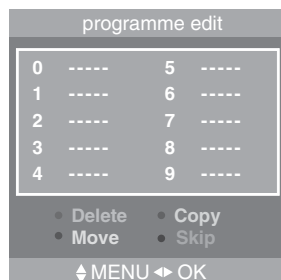 programme edit
0 ----- 5 -----
1 ----- 6 -----
2 ----- 7 -----
3 ----- 8 -----
4 ----- 9 -----
• Delete • Copy
• Move • Skip
MENU OK